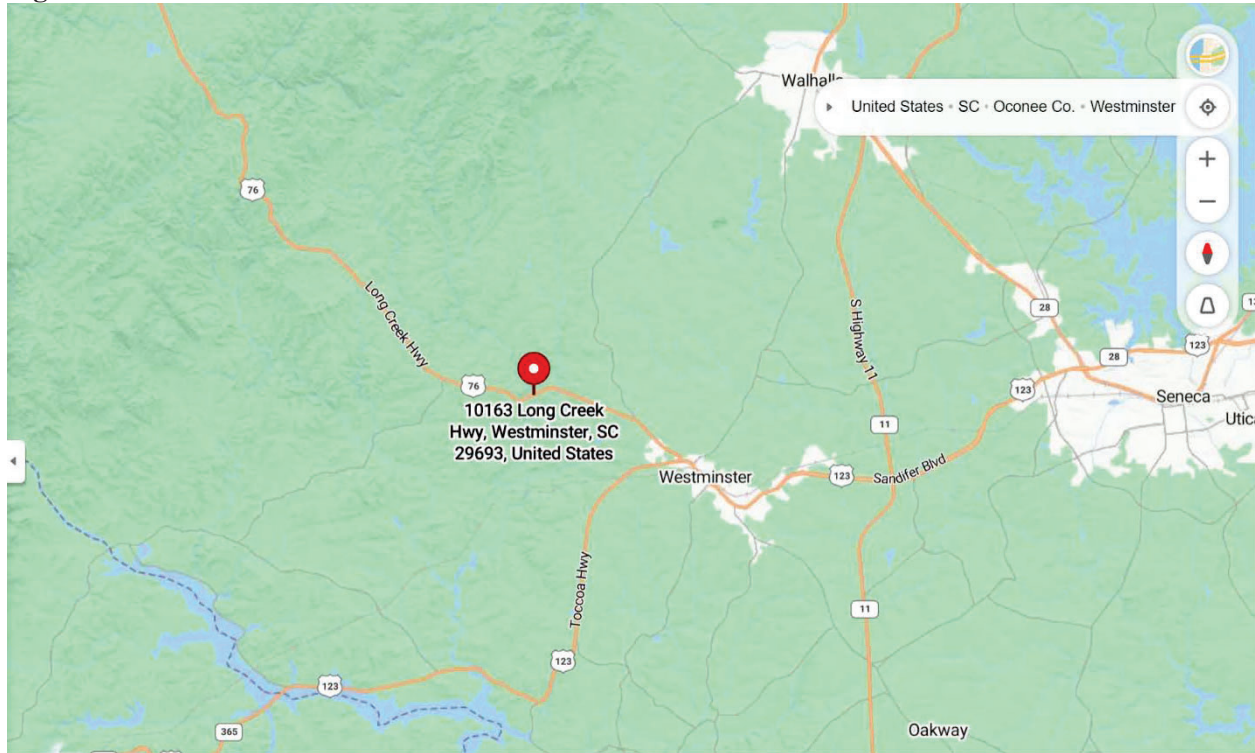 Walhalla
United States • SC • Oconee Co. • Westminster
76
Long Creek Hwy
76
10163 Long Creek
Hwy, Westminster, SC
29693, United States
S Highway 11
28
28
123
123
Seneca
11
Westminster
123
Sandifer Blvd
Toccoa Hwy
11
123
123
365
Oakway